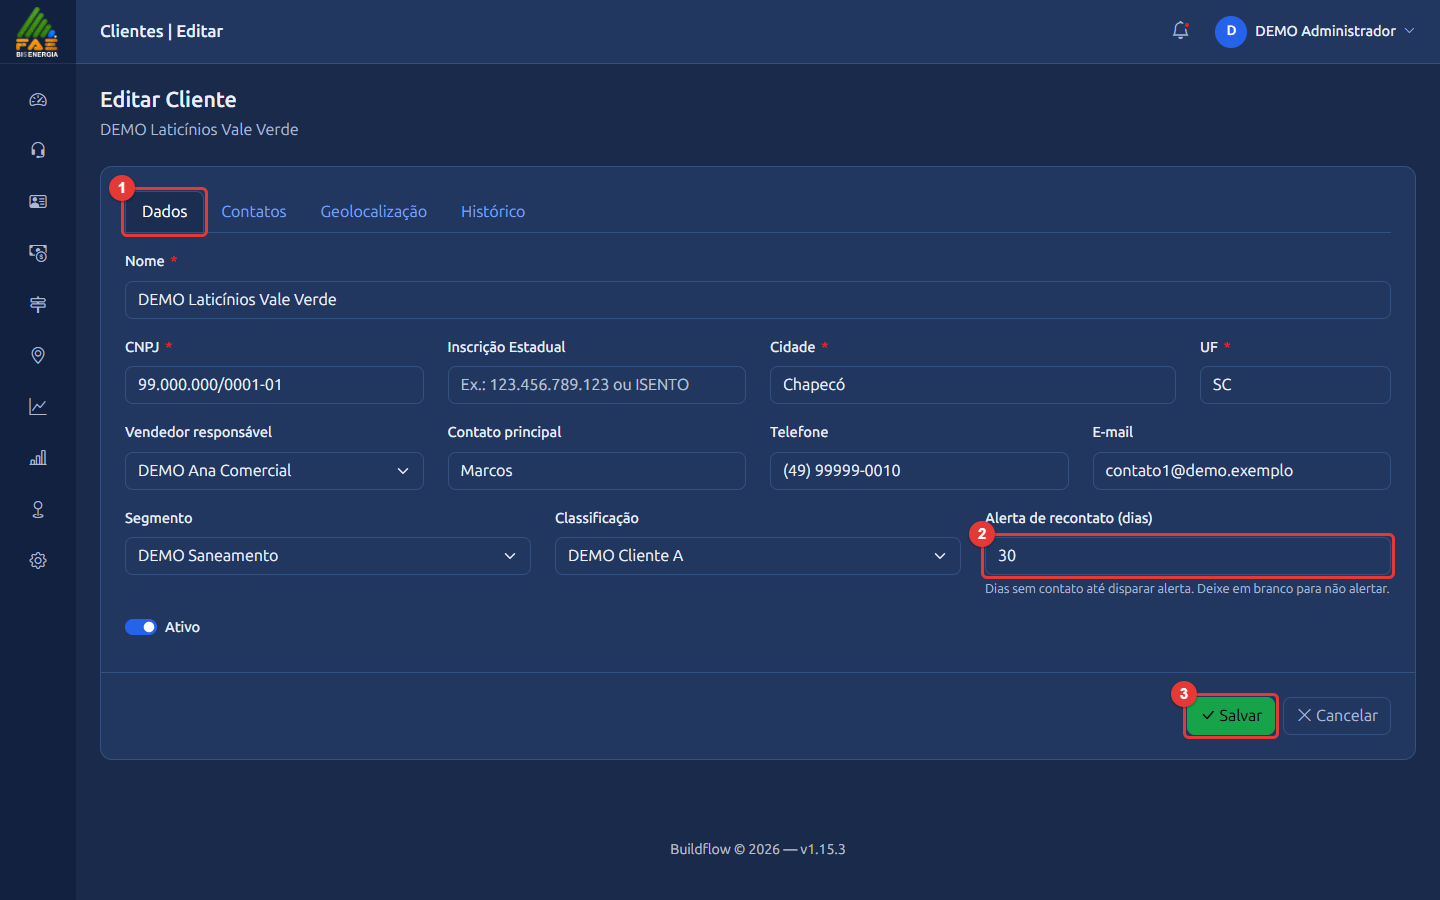 FAE
BIOENERGIA
Clientes | Editar
D
DEMO Administrador
Editar Cliente
DEMO Laticínios Vale Verde
1
Dados
Contatos
Geolocalização
Histórico
Nome *
DEMO Laticínios Vale Verde
CNPJ *
Inscrição Estadual
Cidade *
UF *
99.000.000/0001-01
Ex.: 123.456.789.123 ou ISENTO
Chapecó
SC
Vendedor responsável
Contato principal
Telefone
E-mail
DEMO Ana Comercial
Marcos
(49) 99999-0010
contato1@demo.exemplo
Segmento
Classificação
Alerta de recontato (dias)
DEMO Saneamento
DEMO Cliente A
2
30
Dias sem contato até disparar alerta. Deixe em branco para não alertar.
Ativo
3
Salvar
Cancelar
Buildflow © 2026 — v1.15.3